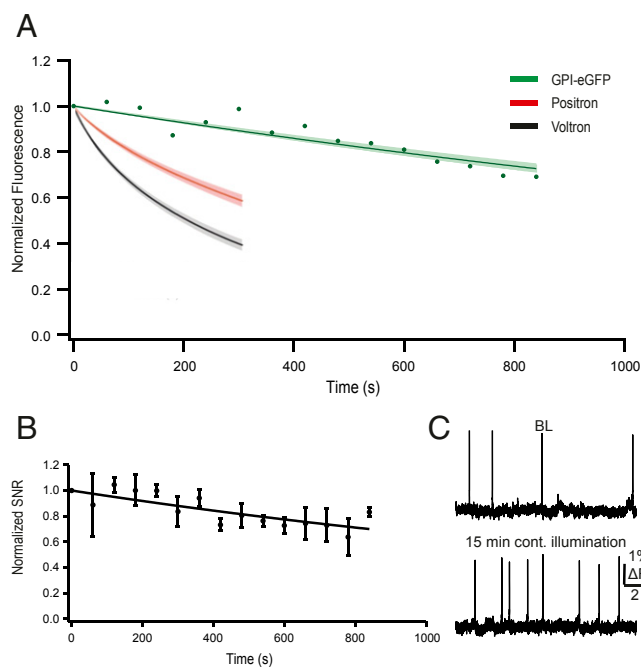 A
1.2
1.0
0.8
0.6
0.4
0.2
0.0
Normalized Fluorescence
GPI-eGFP
Positron
Voltron
0 200 400 600 800 1000
Time (s)
B
1.2
1.0
0.8
0.6
0.4
0.2
0.0
Normalized SNR
0 200 400 600 800 1000
Time (s)
C
BL
15 min cont. illumination
1%
2